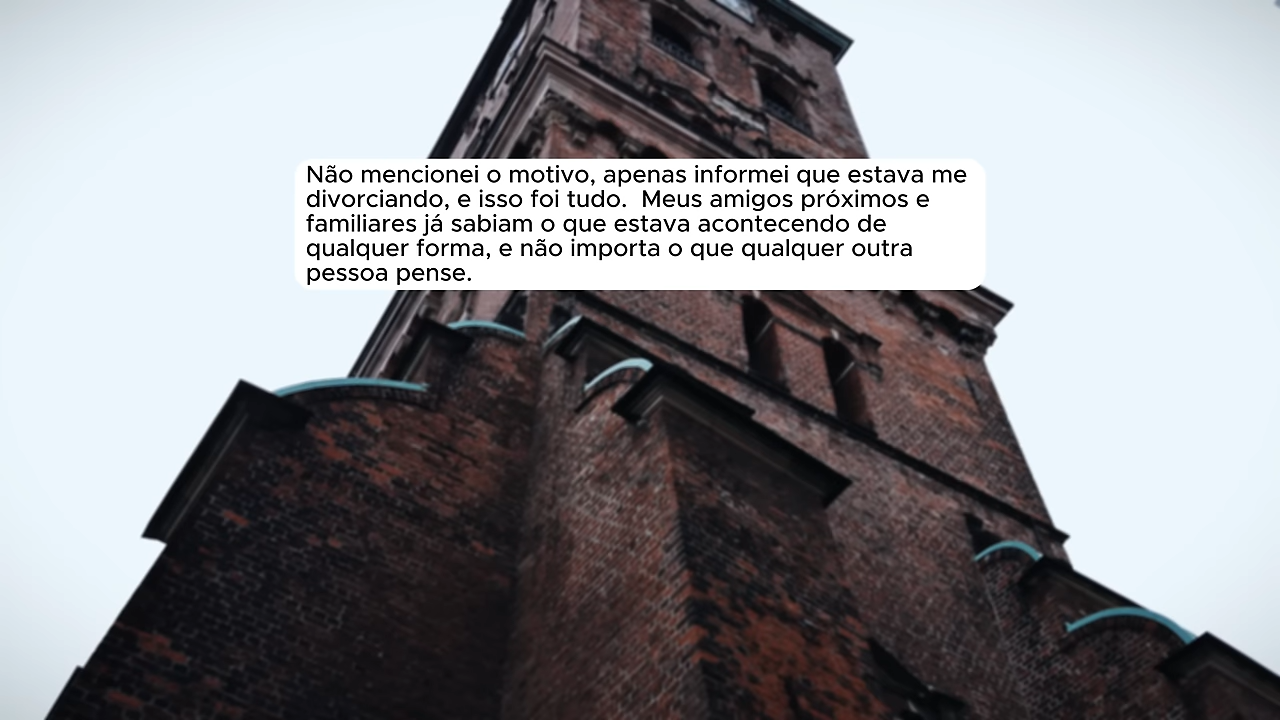 Não mencionei o motivo, apenas informei que estava me
divorciando, e isso foi tudo.  Meus amigos próximos e
familiares já sabiam o que estava acontecendo de
qualquer forma, e não importa o que qualquer outra
pessoa pense.